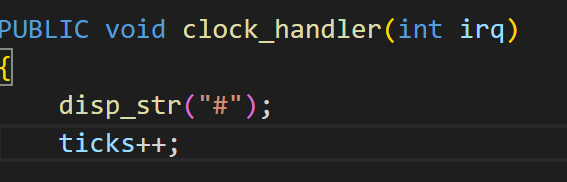 PUBLIC void clock_handler(int irq)
{
    disp_str("#");
    ticks++;